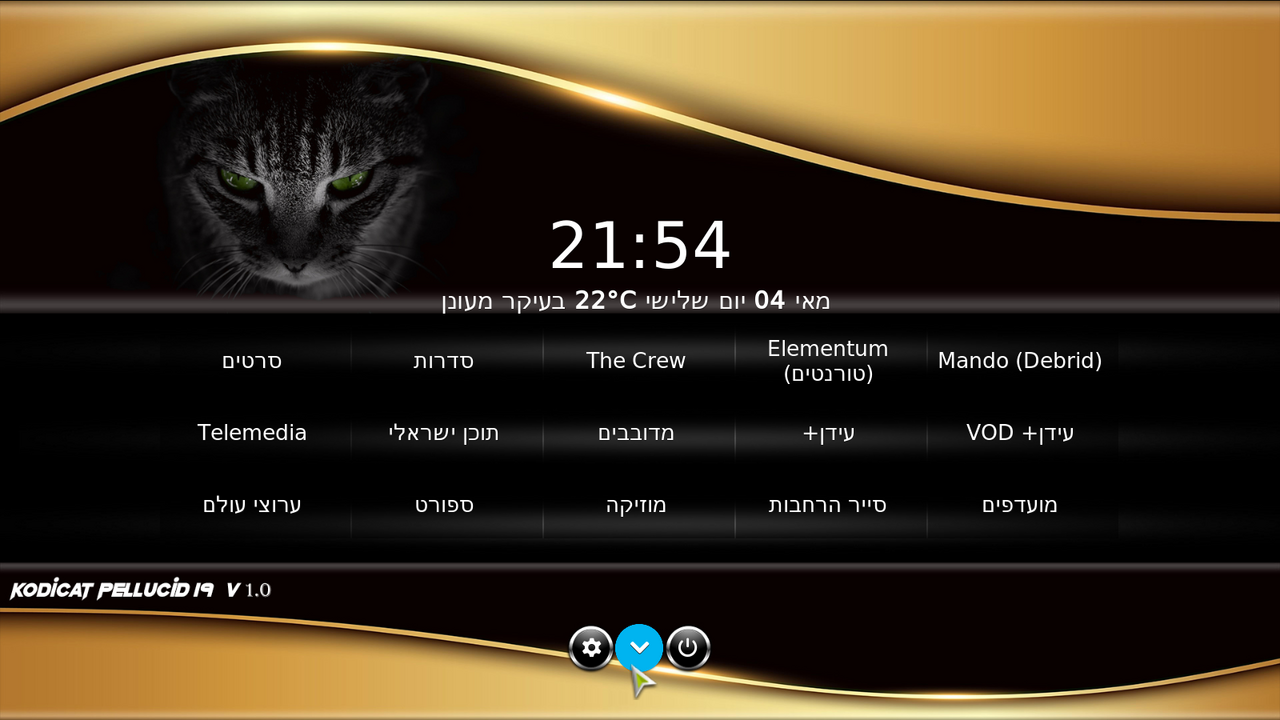 21:54
מאי 04 יום שלישי 22°C בעיקר מעונן
סרטים
סדרות
The Crew
Elementum
(טורנטים)
Mando (Debrid)
Telemedia
תוכן ישראלי
מדובבים
עידן+
עידן+ VOD
ערוצי עולם
ספורט
מוזיקה
סייר הרחבות
מועדפים
KODICAT PELLUCID 19 V 1.0